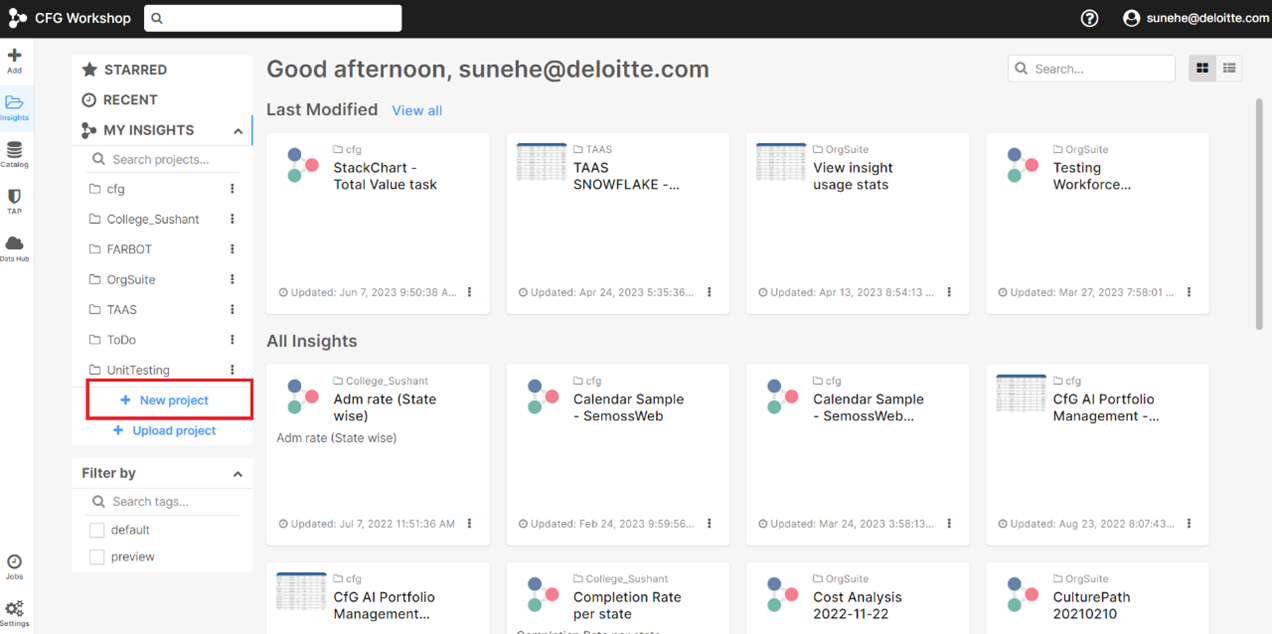 CFG Workshop
sunehe@deloitte.com
Add
Insights
Catalog
TAP
Data Hub
Jobs
Settings
STARRED
RECENT
MY INSIGHTS
Search projects...
cfg
College_Sushant
FARBOT
OrgSuite
TAAS
ToDo
UnitTesting
+ New project
+ Upload project
Filter by
Search tags...
default
preview
Good afternoon, sunehe@deloitte.com
Search...
Last Modified View all
cfg
StackChart -
Total Value task
Updated: Jun 7, 2023 9:50:38 A...
TAAS
TAAS
SNOWFLAKE -...
Updated: Apr 24, 2023 5:35:36...
OrgSuite
View insight
usage stats
Updated: Apr 13, 2023 8:54:13 ...
OrgSuite
Testing
Workforce...
Updated: Mar 27, 2023 7:58:01 ...
All Insights
College_Sushant
Adm rate (State
wise)
Adm rate (State wise)
Updated: Jul 7, 2022 11:51:36 AM
cfg
Calendar Sample
- SemossWeb
Updated: Feb 24, 2023 9:59:56...
cfg
Calendar Sample
- SemossWeb...
Updated: Mar 24, 2023 3:58:13...
cfg
CfG AI Portfolio
Management -...
Updated: Aug 23, 2022 8:07:43...
cfg
CfG AI Portfolio
Management...
College_Sushant
Completion Rate
per state
Completion Rate per state
OrgSuite
Cost Analysis
2022-11-22
OrgSuite
CulturePath
20210210